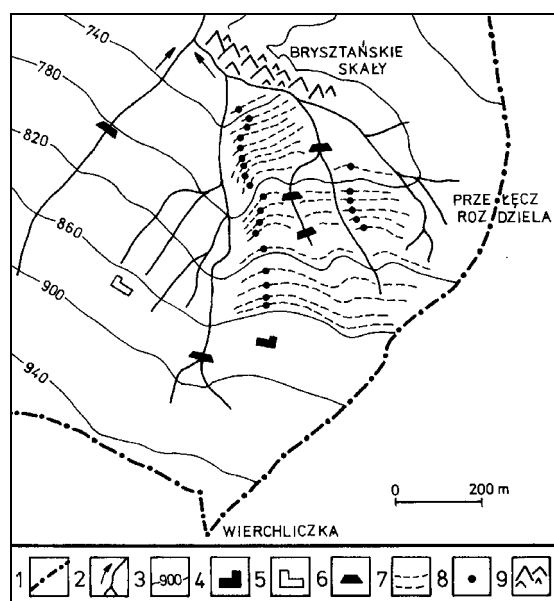 740
BRYSZTAŃSKIE
SKAŁY
780
820
PRZEŁĘCZ
ROZDZIELA
860
900
940
0 200 m
WIERCHLICZKA
1 2 3 900 4 5 6 7 8 9